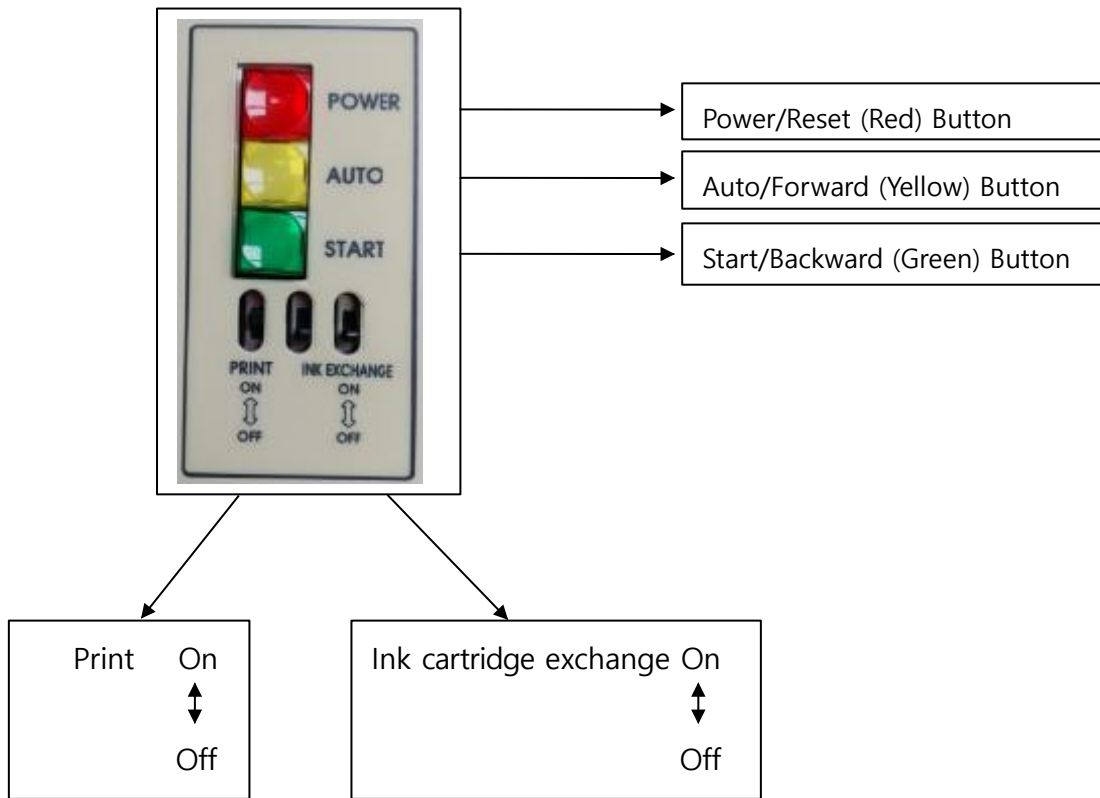 POWER
AUTO
START
PRINT
ON
OFF
INK EXCHANGE
ON
OFF
Power/Reset (Red) Button
Auto/Forward (Yellow) Button
Start/Backward (Green) Button
Print On
Off
Ink cartridge exchange On
Off